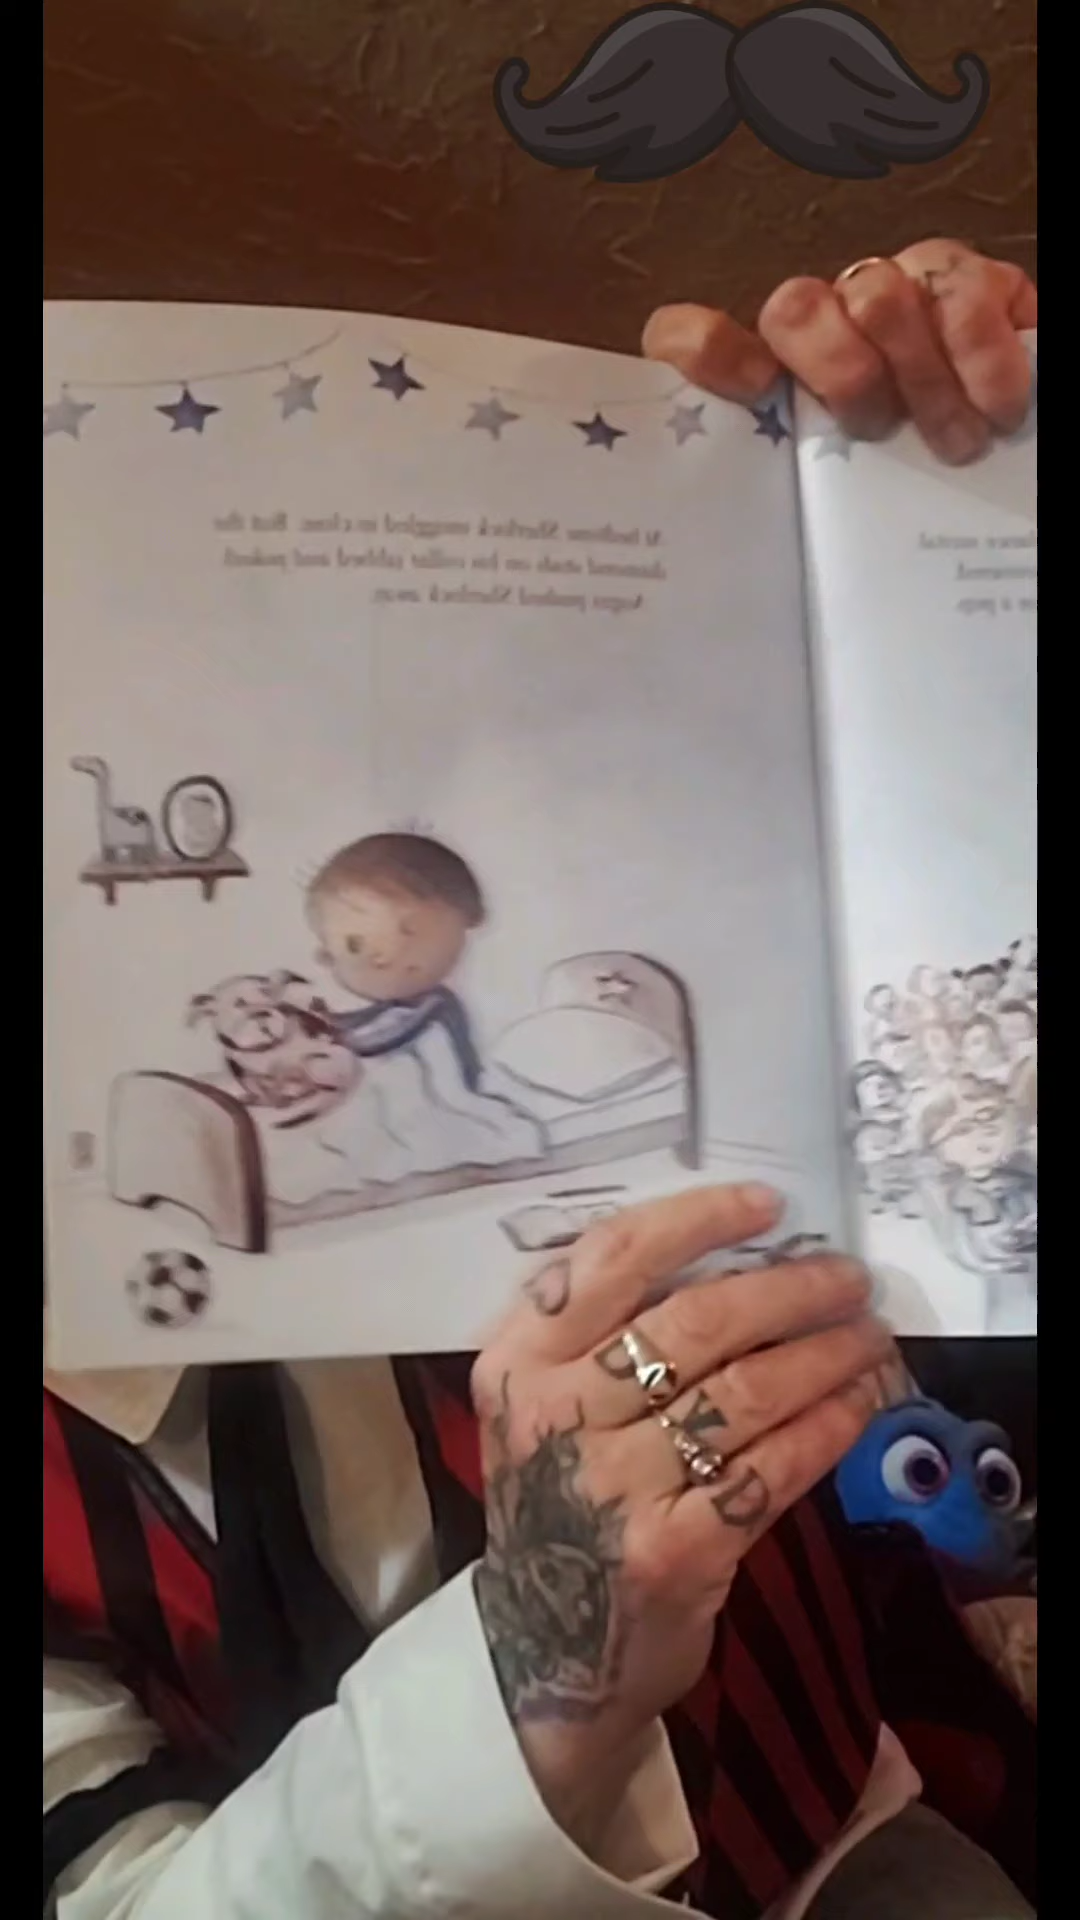 At bedtime Sherlock snuggled in close. But the
diamond studs on his collar rubbed and poked.
Angus pushed Sherlock away.
D
Y
D